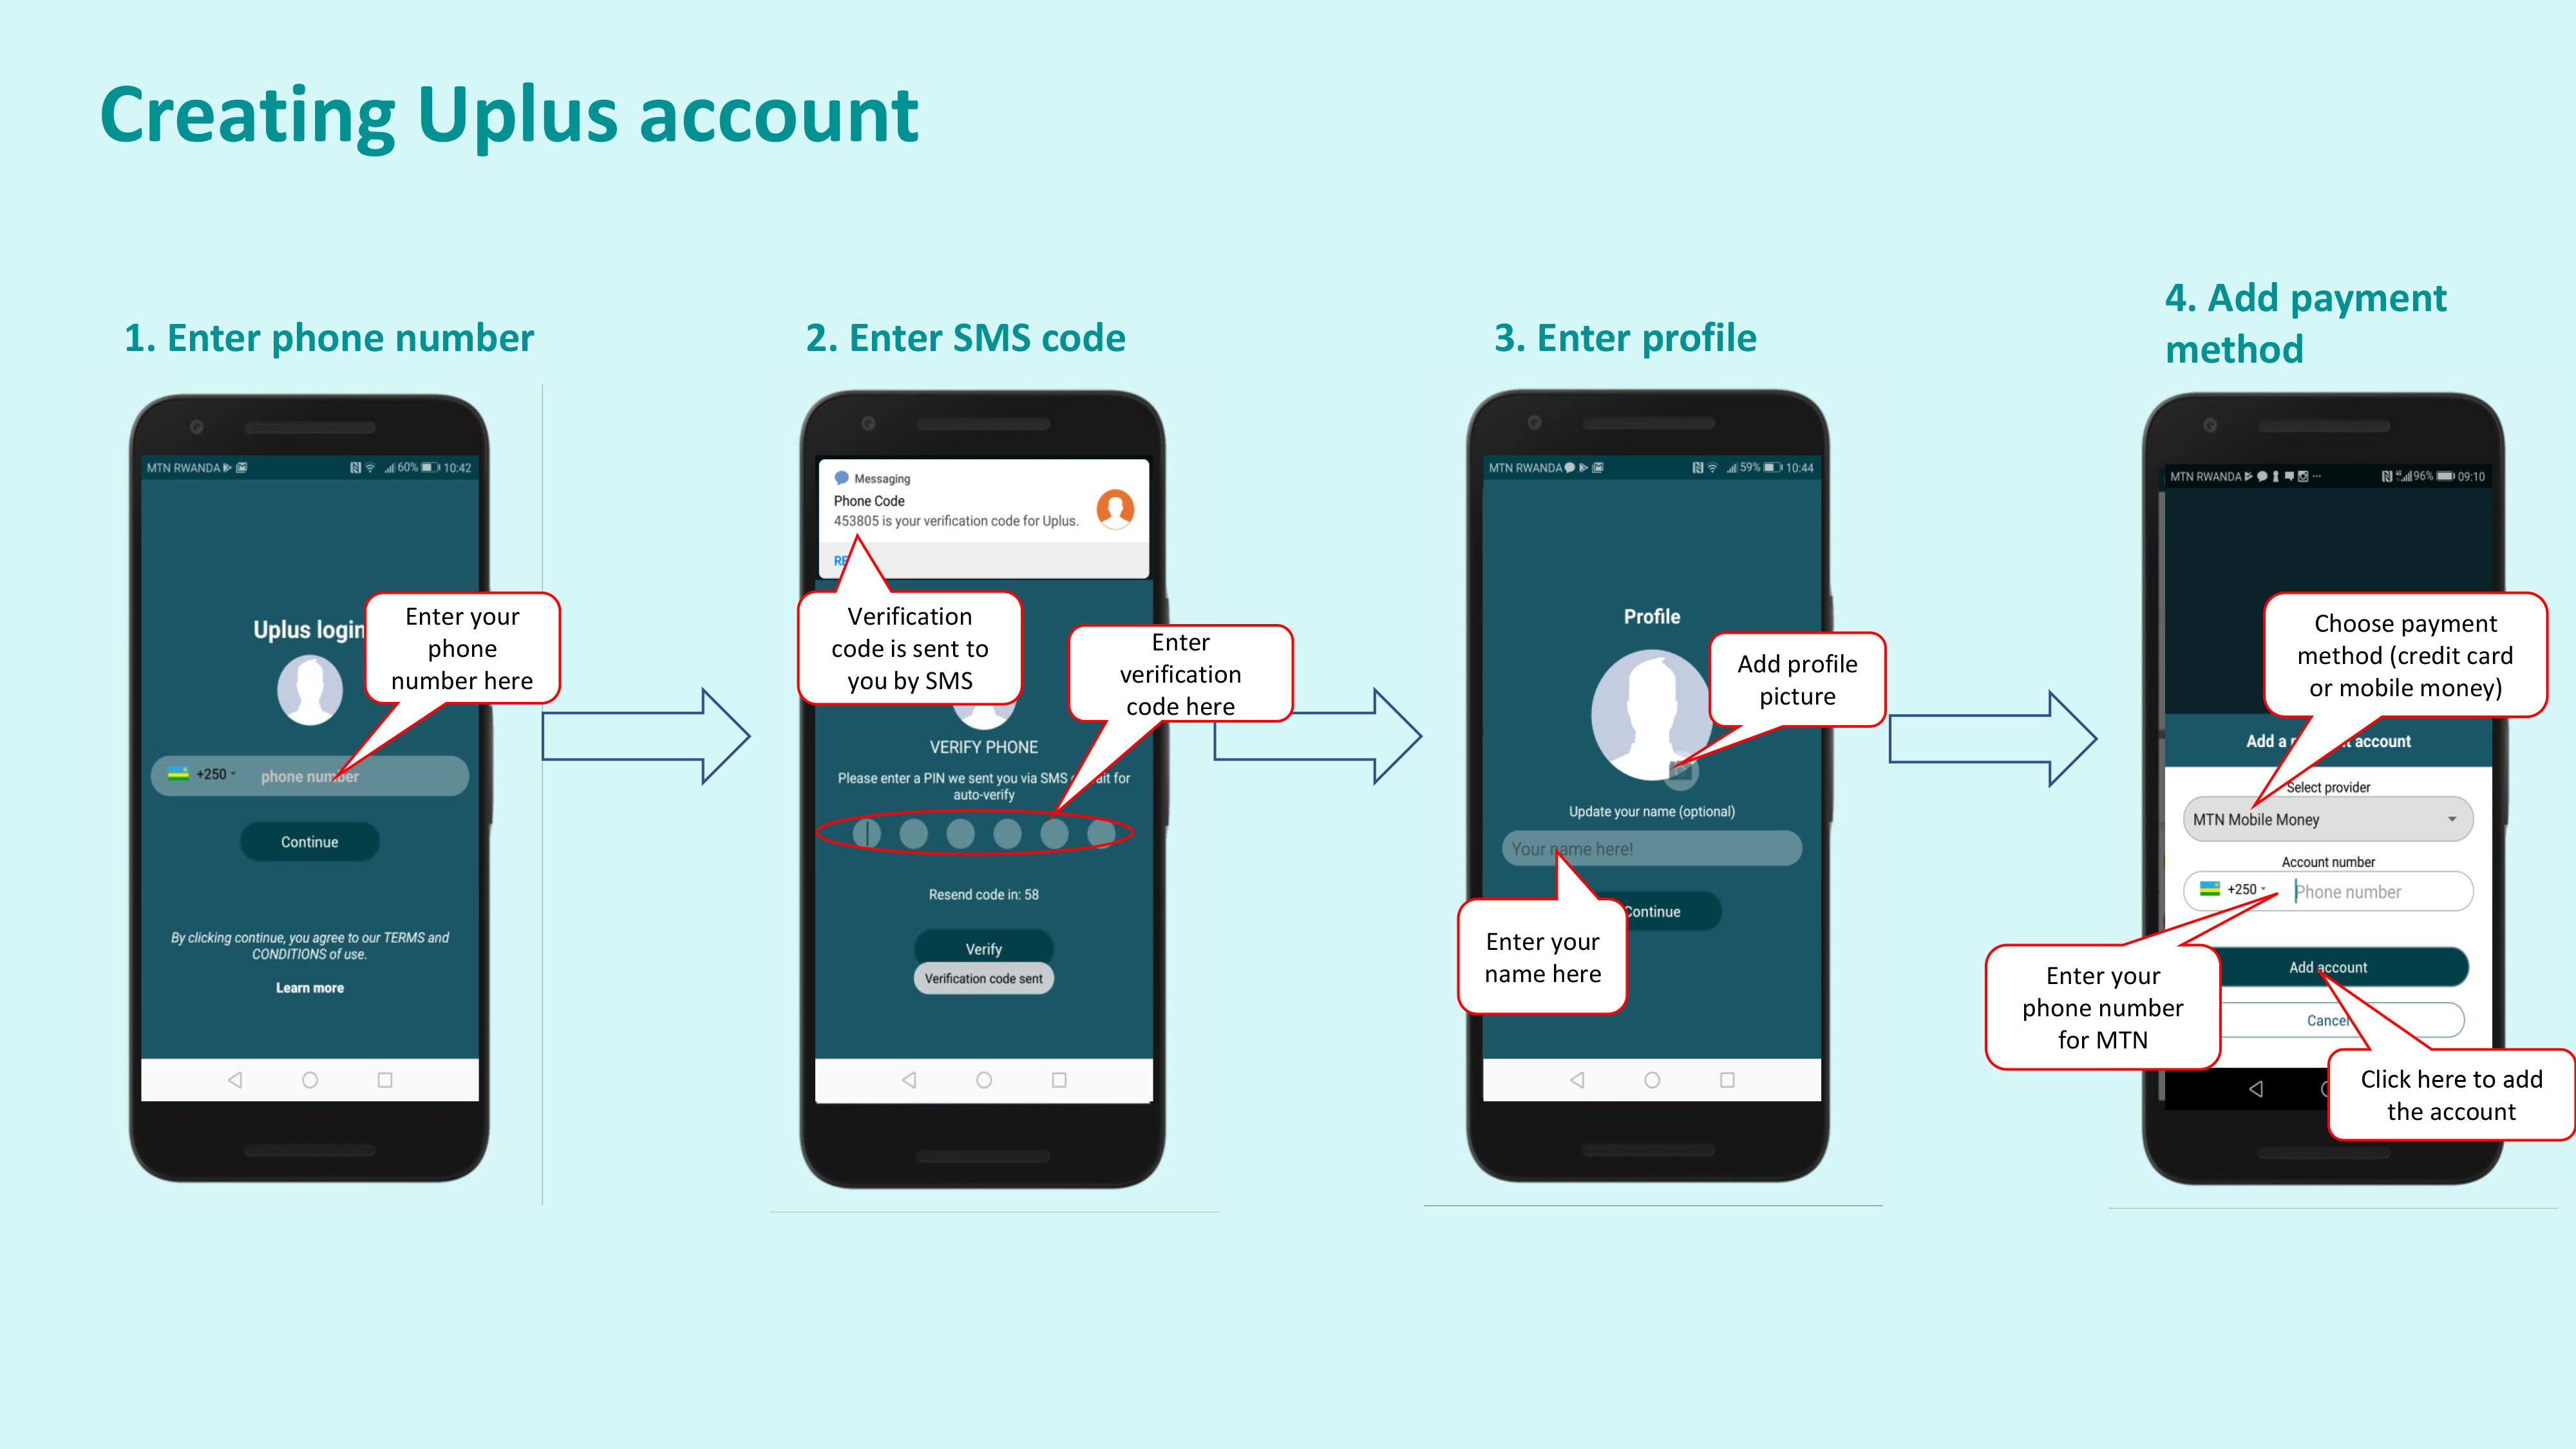 Creating Uplus account
1. Enter phone number
MTN RWANDA
60%
10:42
Uplus login
Enter your
phone
number here
+250
phone number
Continue
By clicking continue, you agree to our TERMS and
CONDITIONS of use.
Learn more
2. Enter SMS code
Messaging
Phone Code
453805 is your verification code for Uplus.
Verification
code is sent to
you by SMS
Enter
verification
code here
VERIFY PHONE
Please enter a PIN we sent you via SMS
for
auto-verify
Resend code in: 58
Verify
Verification code sent
3. Enter profile
MTN RWANDA
59%
10:44
Profile
Add profile
picture
Update your name (optional)
Your name here!
Continue
Enter your
name here
4. Add payment
method
MTN RWANDA
96%
09:10
Choose payment
method (credit card
or mobile money)
Add a
account
Select provider
MTN Mobile Money
Account number
+250
Phone number
Enter your
phone number
for MTN
Add account
Cancel
Click here to add
the account